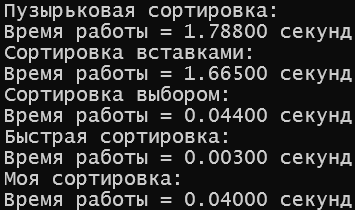 Пузырьковая сортировка:
Время работы = 1.78800 секунд
Сортировка вставками:
Время работы = 1.66500 секунд
Сортировка выбором:
Время работы = 0.04400 секунд
Быстрая сортировка:
Время работы = 0.00300 секунд
Моя сортировка:
Время работы = 0.04000 секунд